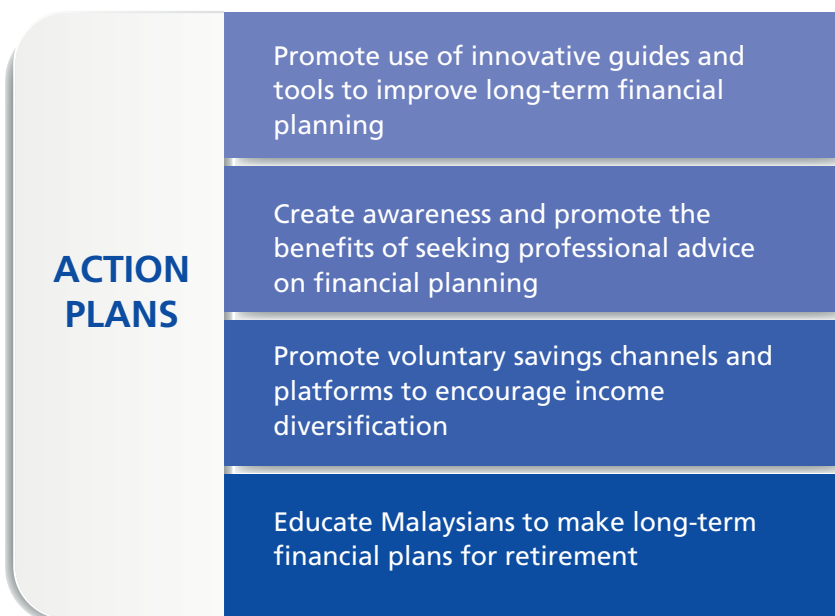 ACTION
PLANS
Promote use of innovative guides and
tools to improve long-term financial
planning
Create awareness and promote the
benefits of seeking professional advice
on financial planning
Promote voluntary savings channels and
platforms to encourage income
diversification
Educate Malaysians to make long-term
financial plans for retirement